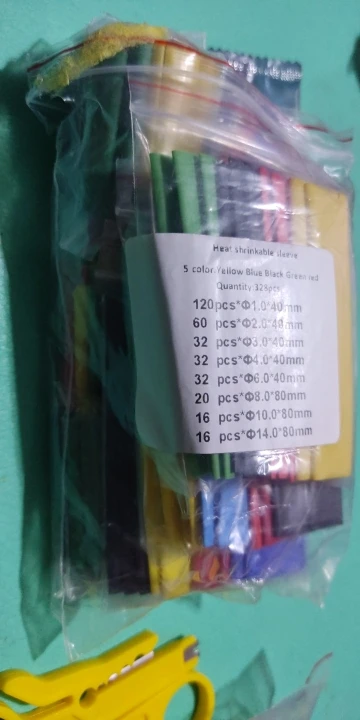 Heat shrinkable sleeve
5 color:Yellow Blue Black Green red
Quantity 328pcs
120pcs*Φ1.0*40mm
60 pcs*Φ2.0*40mm
32 pcs*Φ3.0*40mm
32 pcs*Φ4.0*40mm
32 pcs*Φ6.0*40mm
20 pcs*Φ8.0*80mm
16 pcs*Φ10.0*80mm
16 pcs*Φ14.0*80mm